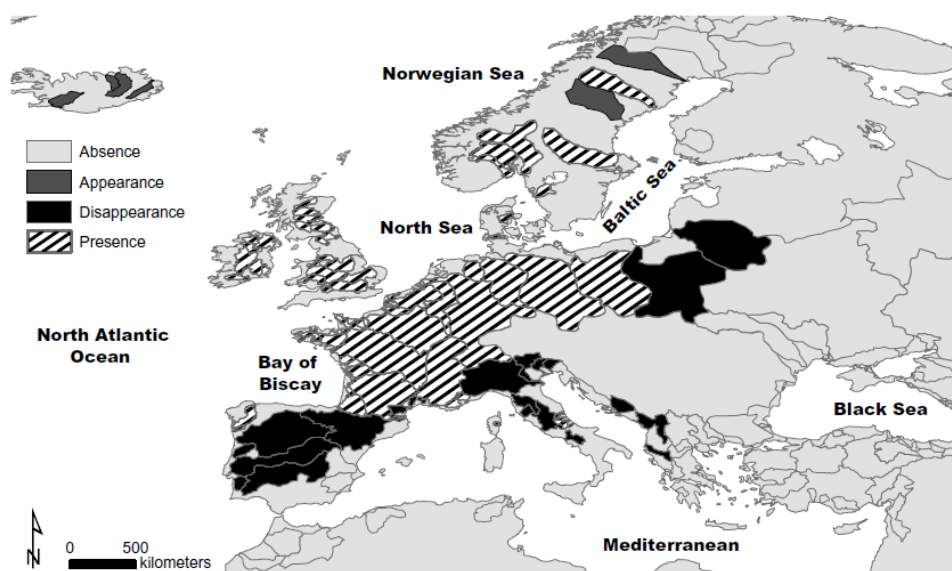 Norwegian Sea
Absence
Appearance
Disappearance
Presence
Baltic Sea
North Sea
North Atlantic
Ocean
Bay of
Biscay
Black Sea
Mediterranean
N
0 500
kilometers